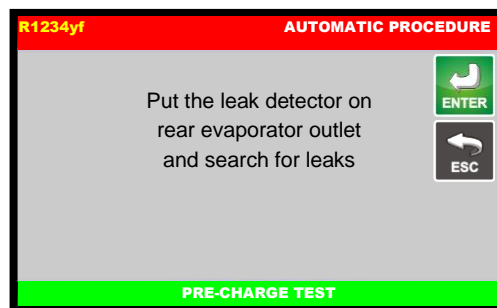 R1234yf AUTOMATIC PROCEDURE
Put the leak detector on
rear evaporator outlet
and search for leaks
ENTER
ESC
PRE-CHARGE TEST